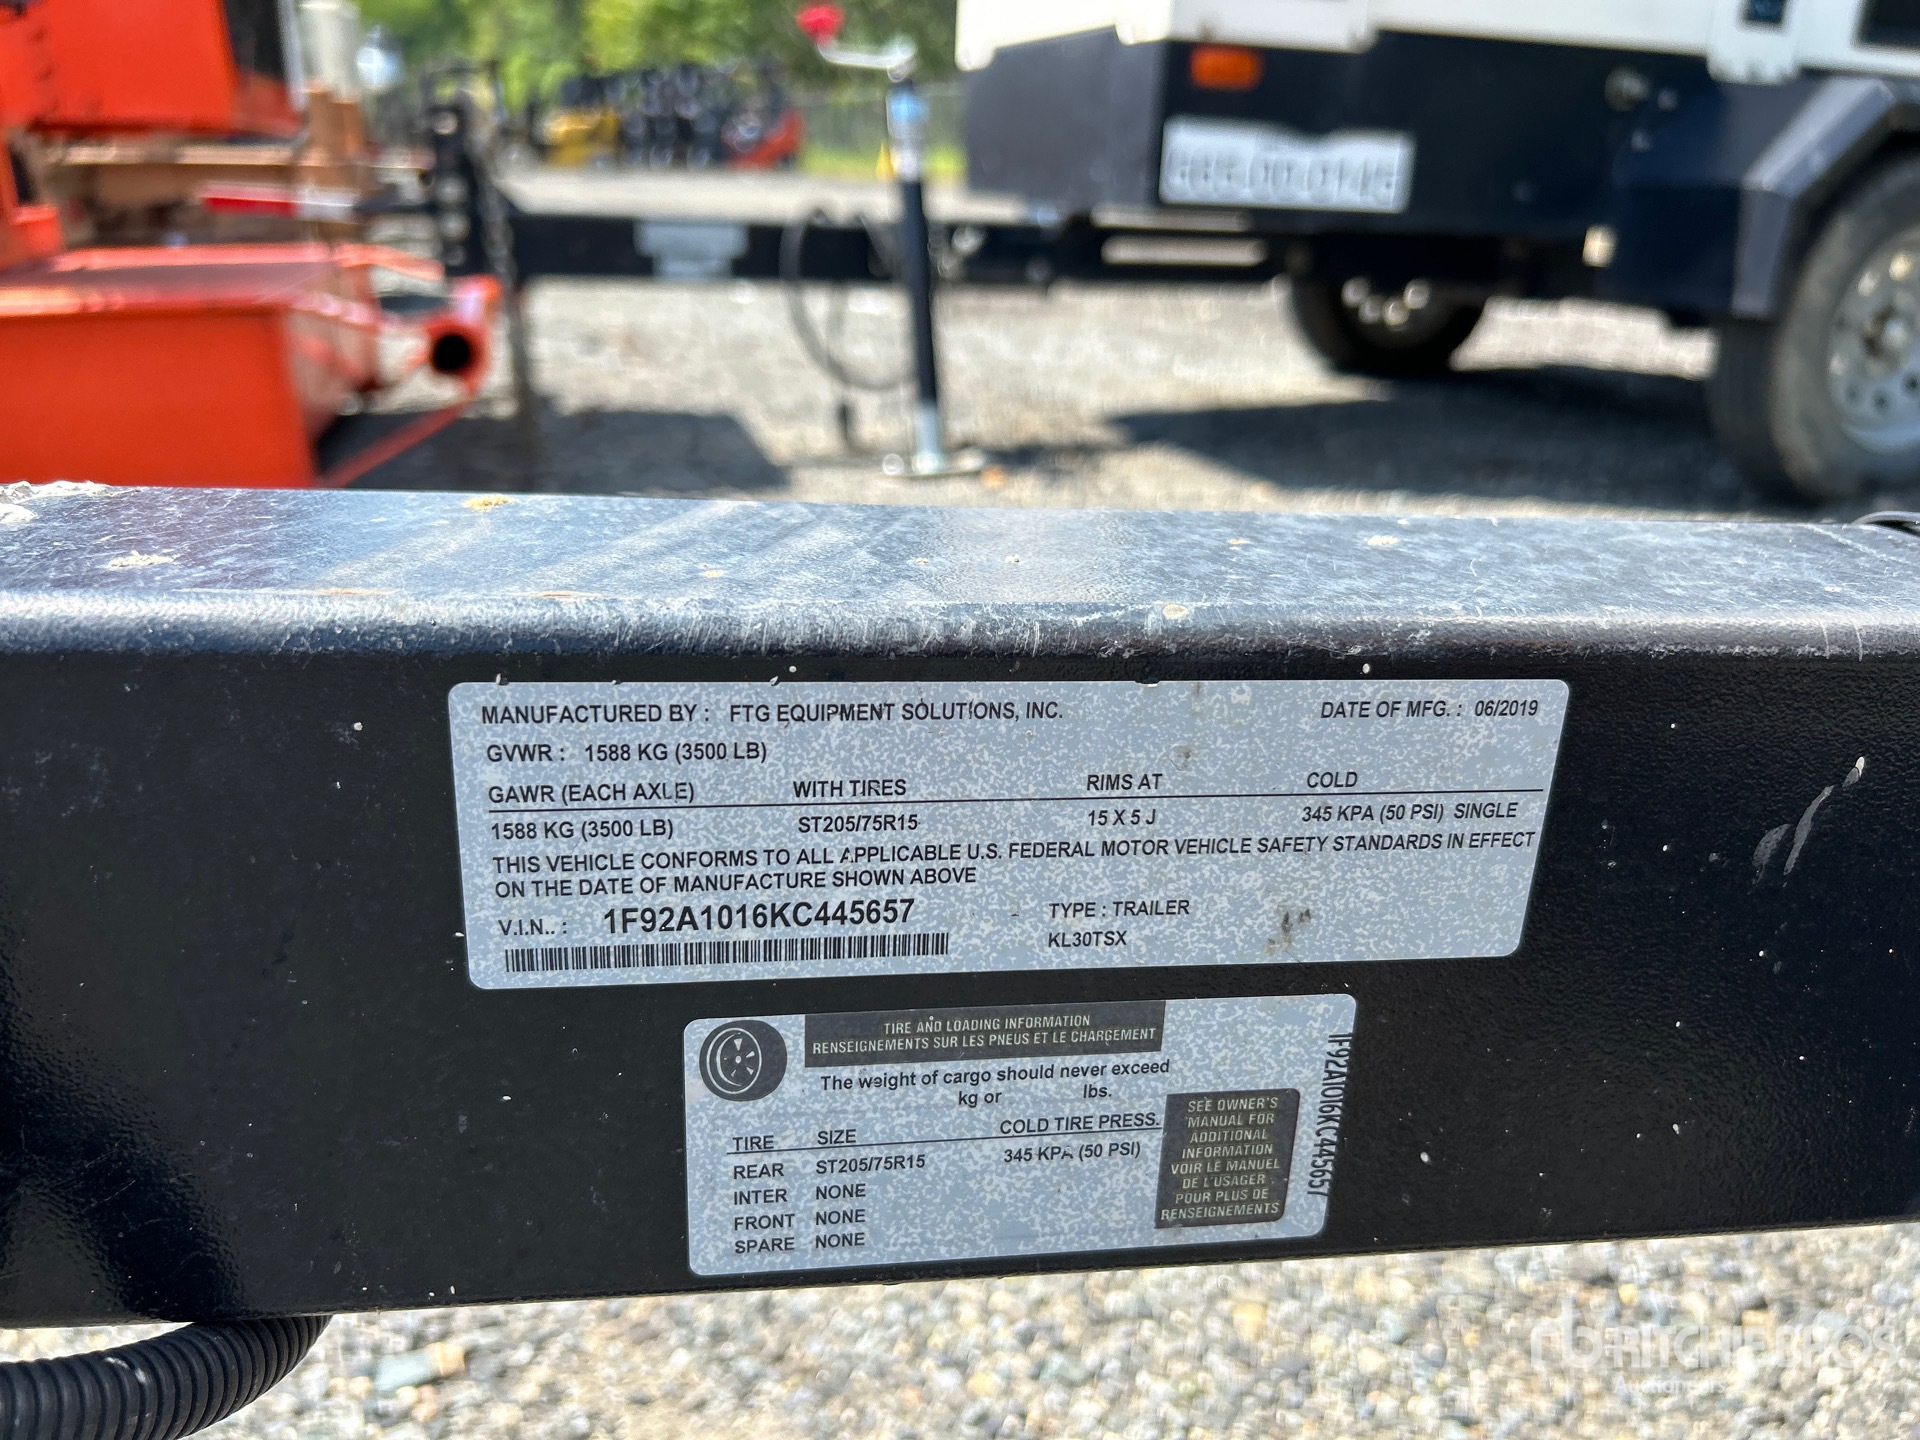 MANUFACTURED BY : FTG EQUIPMENT SOLUTIONS, INC. DATE OF MFG. : 06/2019
GVWR : 1588 KG (3500 LB)
GAWR (EACH AXLE) WITH TIRES RIMS AT COLD
1588 KG (3500 LB) ST205/75R15 15 X 5 J 345 KPA (50 PSI) SINGLE
THIS VEHICLE CONFORMS TO ALL APPLICABLE U.S. FEDERAL MOTOR VEHICLE SAFETY STANDARDS IN EFFECT
ON THE DATE OF MANUFACTURE SHOWN ABOVE
V.I.N.. : 1F92A1016KC445657 TYPE : TRAILER
KL30TSX
TIRE AND LOADING INFORMATION
RENSEIGNEMENTS SUR LES PNEUS ET LE CHARGEMENT
The weight of cargo should never exceed
kg or lbs.
TIRE SIZE COLD TIRE PRESS.
REAR ST205/75R15 345 KPA (50 PSI)
INTER NONE
FRONT NONE
SPARE NONE
SEE OWNER'S
MANUAL FOR
ADDITIONAL
INFORMATION
VOIR LE MANUEL
DE L'USAGER
POUR PLUS DE
RENSEIGNEMENTS
1F92A1016KC445657
rb RITCHIE BROS
Auctioneers